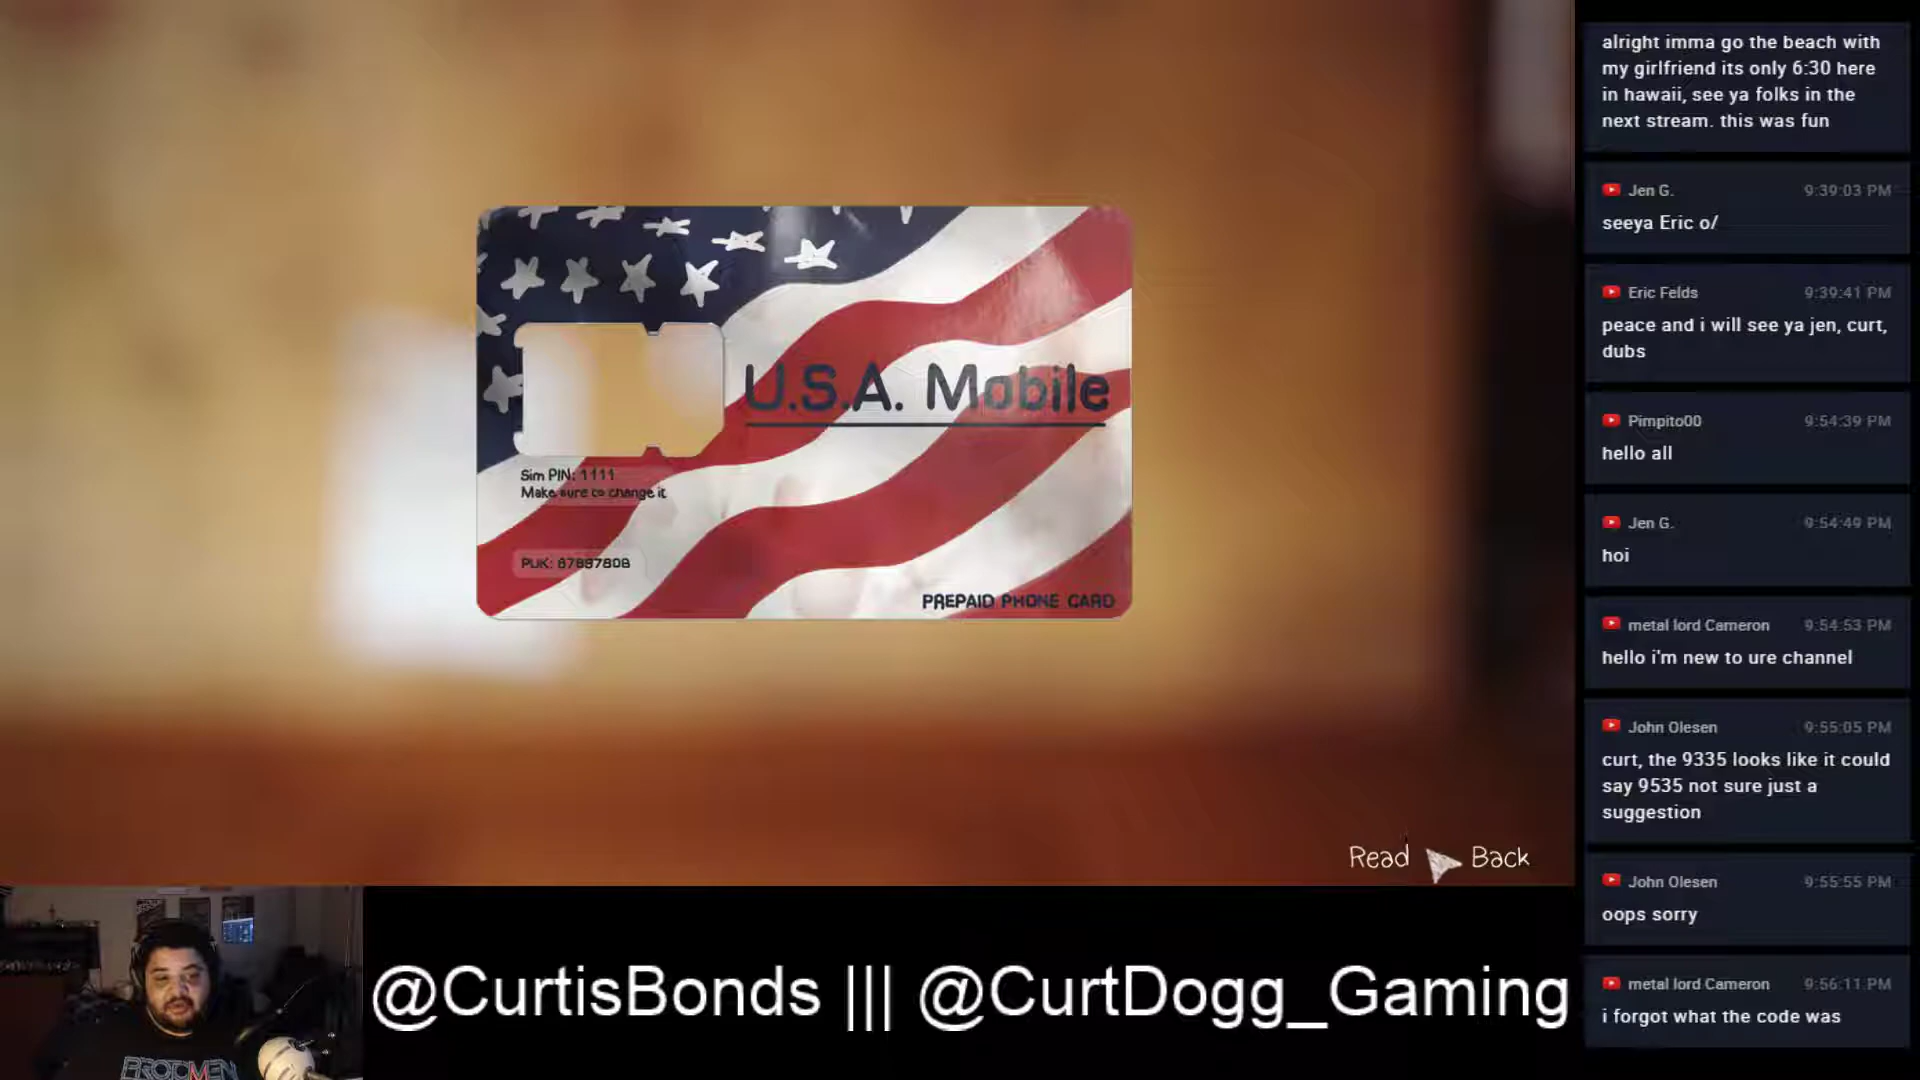 U.S.A. Mobile
Sim PIN: 1111
Make sure to change it
PUK:
PREPAID PHONE CARD
Read
Back
@CurtisBonds ||| @CurtDogg_Gaming
alright imma go the beach with
my girlfriend its only 6:30 here
in hawaii, see ya folks in the
next stream. this was fun
Jen G. 9:39:03 PM
seeya Eric o/
Eric Felds 9:39:41 PM
peace and i will see ya jen, curt,
dubs
Pimpito00 9:54:39 PM
hello all
Jen G. 9:54:49 PM
hoi
metal lord Cameron 9:54:53 PM
hello i'm new to ure channel
John Olesen 9:55:05 PM
curt, the 9335 looks like it could
say 9535 not sure just a
suggestion
John Olesen 9:55:55 PM
oops sorry
metal lord Cameron 9:56:11 PM
i forgot what the code was
PROTOMEN